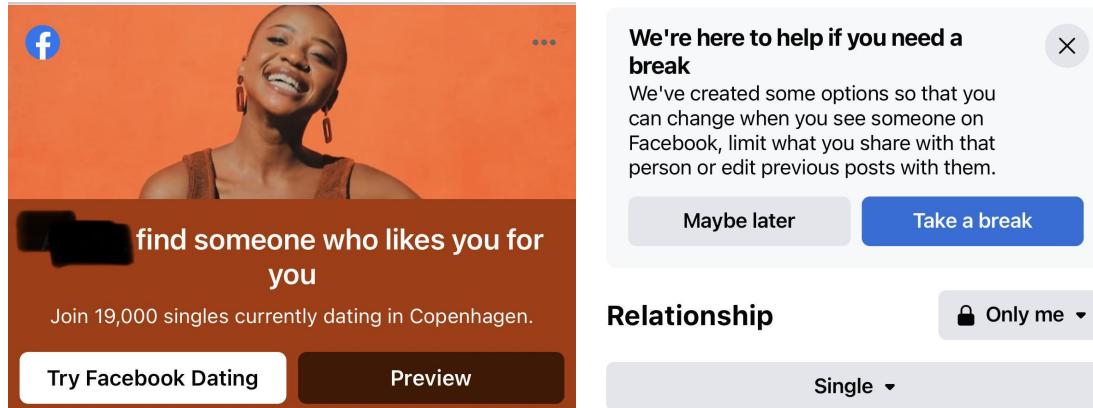 find someone who likes you for
you
Join 19,000 singles currently dating in Copenhagen.
Try Facebook Dating
Preview
We're here to help if you need a
break
We've created some options so that you
can change when you see someone on
Facebook, limit what you share with that
person or edit previous posts with them.
Maybe later
Take a break
Relationship
Only me
Single